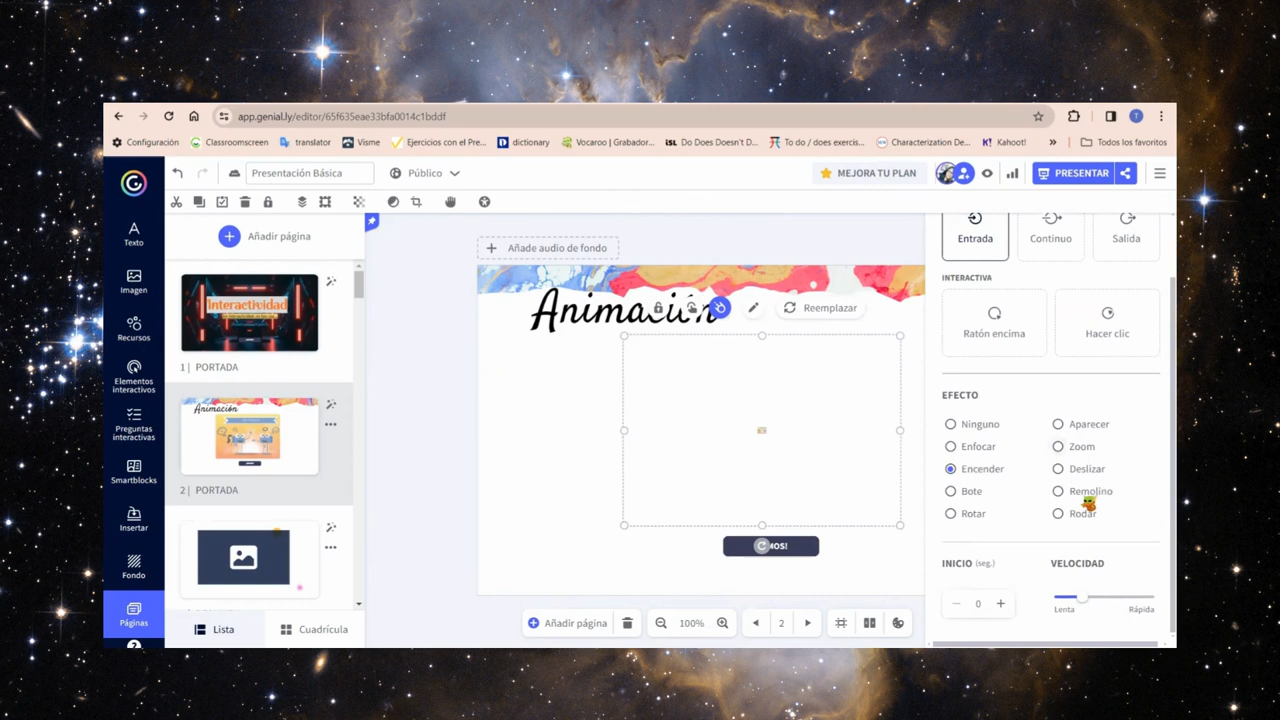 app.genial.ly/editor/65f635eae33bfa0014c1bddf
Configuración
Classroomscreen
translator
Visme
Ejercicios con el Pre...
dictionary
Vocaroo | Grabador...
iSL Do Does Doesn't D...
To do / does exercis...
Characterization De...
K! Kahoot!
»
Todos los favoritos
T
Presentación Básica
Público
MEJORA TU PLAN
PRESENTAR
Texto
Imagen
Recursos
Elementos
interactivos
Preguntas
interactivas
Smartblocks
Insertar
Fondo
Páginas
Añadir página
Interactividad
1 | PORTADA
Animación
2 | PORTADA
Lista
Cuadrícula
Añade audio de fondo
Animación
Reemplazar
MOS!
Añadir página
100%
2
Entrada
Continuo
Salida
INTERACTIVA
Ratón encima
Hacer clic
EFECTO
Ninguno
Aparecer
Enfocar
Zoom
Encender
Deslizar
Bote
Remolino
Rotar
Rodar
INICIO (seg.)
VELOCIDAD
0
Lenta
Rápida